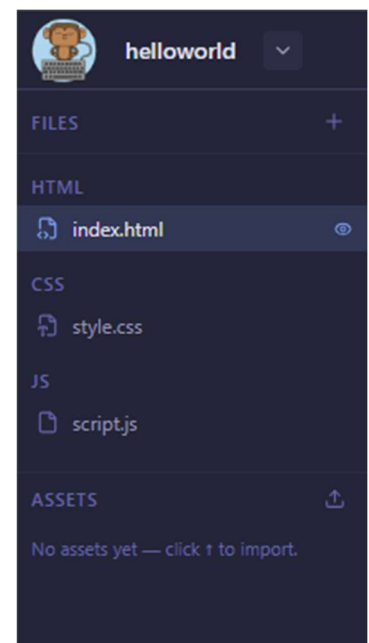 helloworld
FILES
HTML
index.html
CSS
style.css
JS
script.js
ASSETS
No assets yet — click ↑ to import.